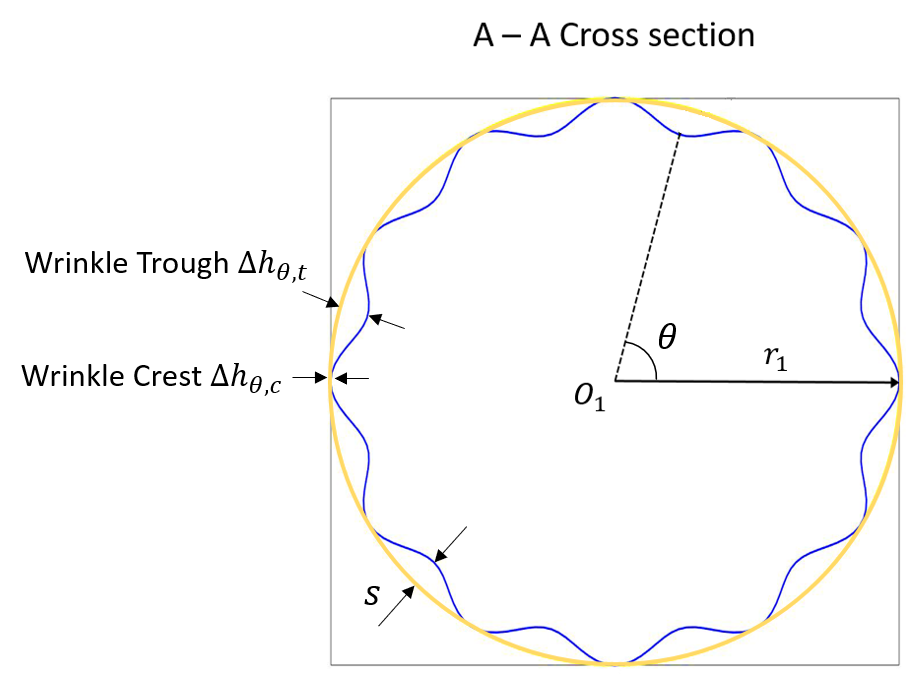 A – A Cross section
Wrinkle Trough Δh_{θ,t}
θ
r_1
Wrinkle Crest Δh_{θ,c}
O_1
s